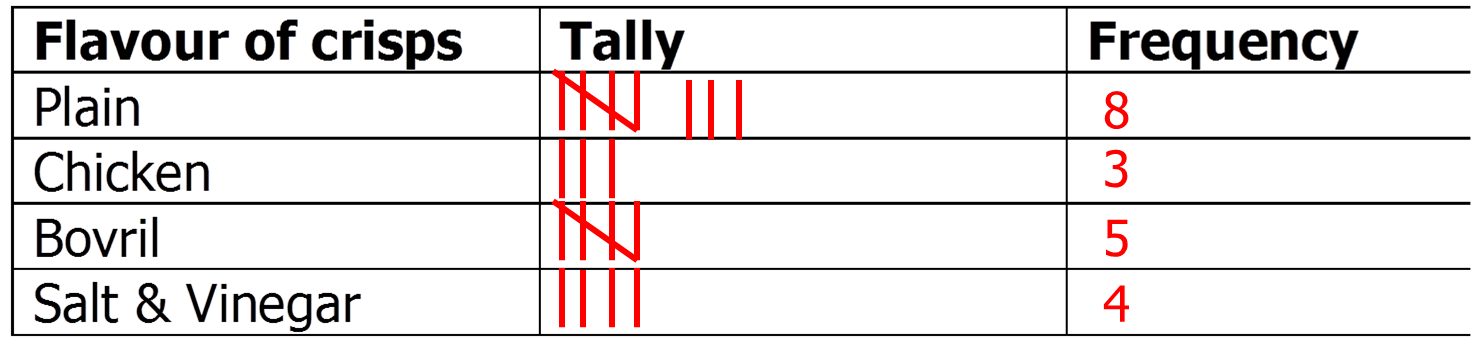 Flavour of crisps Tally Frequency
Plain 8
Chicken 3
Bovril 5
Salt & Vinegar 4